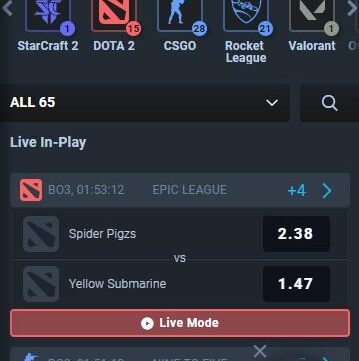 1
15
28
21
1
StarCraft 2
DOTA 2
CSGO
Rocket League
Valorant
ALL 65
Live In-Play
BO3, 01:53:12
EPIC LEAGUE
+4
Spider Pigzs
2.38
vs
Yellow Submarine
1.47
Live Mode